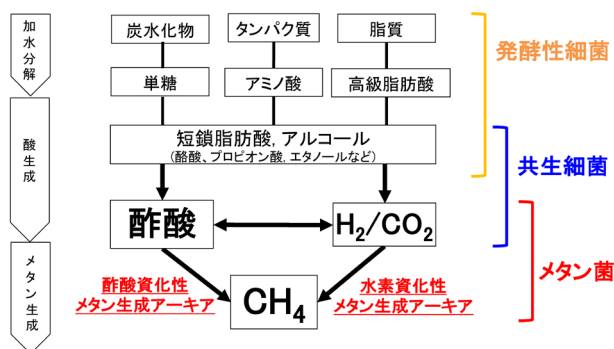 加水分解
炭水化物
タンパク質
脂質
発酵性細菌
単糖
アミノ酸
高級脂肪酸
酸生成
短鎖脂肪酸, アルコール
(酪酸、プロピオン酸, エタノールなど)
共生細菌
酢酸
H₂/CO₂
メタン生成
酢酸資化性
メタン生成アーキア
CH₄
水素資化性
メタン生成アーキア
メタン菌